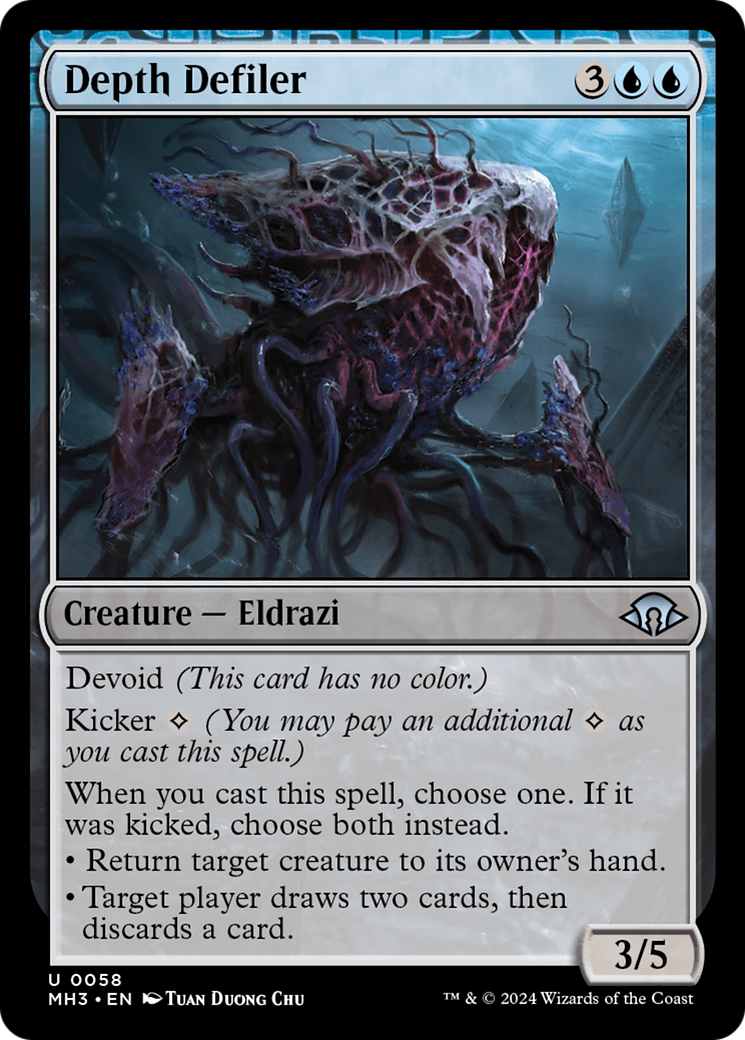 Depth Defiler 3
Creature — Eldrazi
Devoid (This card has no color.)
Kicker (You may pay an additional as
you cast this spell.)
When you cast this spell, choose one. If it
was kicked, choose both instead.
• Return target creature to its owner's hand.
• Target player draws two cards, then
discards a card.
3/5
U 0058
MH3 • EN Tuan Duong Chu
™ & © 2024 Wizards of the Coast